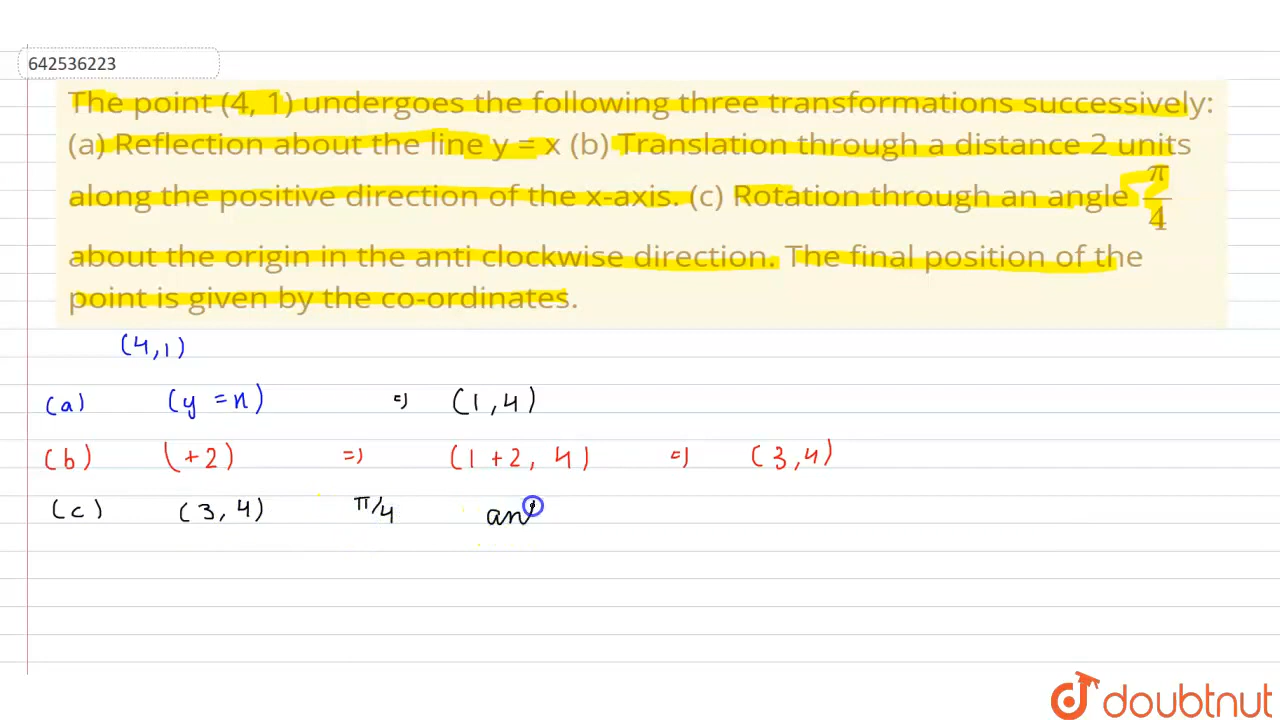 642536223
The point (4, 1) undergoes the following three transformations successively:
(a) Reflection about the line y = x (b) Translation through a distance 2 units
along the positive direction of the x-axis. (c) Rotation through an angle π/4
about the origin in the anti clockwise direction. The final position of the
point is given by the co-ordinates.
(4,1)
(a) (y = x) => (1, 4)
(b) (+2) => (1 + 2, 4) => (3, 4)
(c) (3, 4) π/4 an
doubtnut